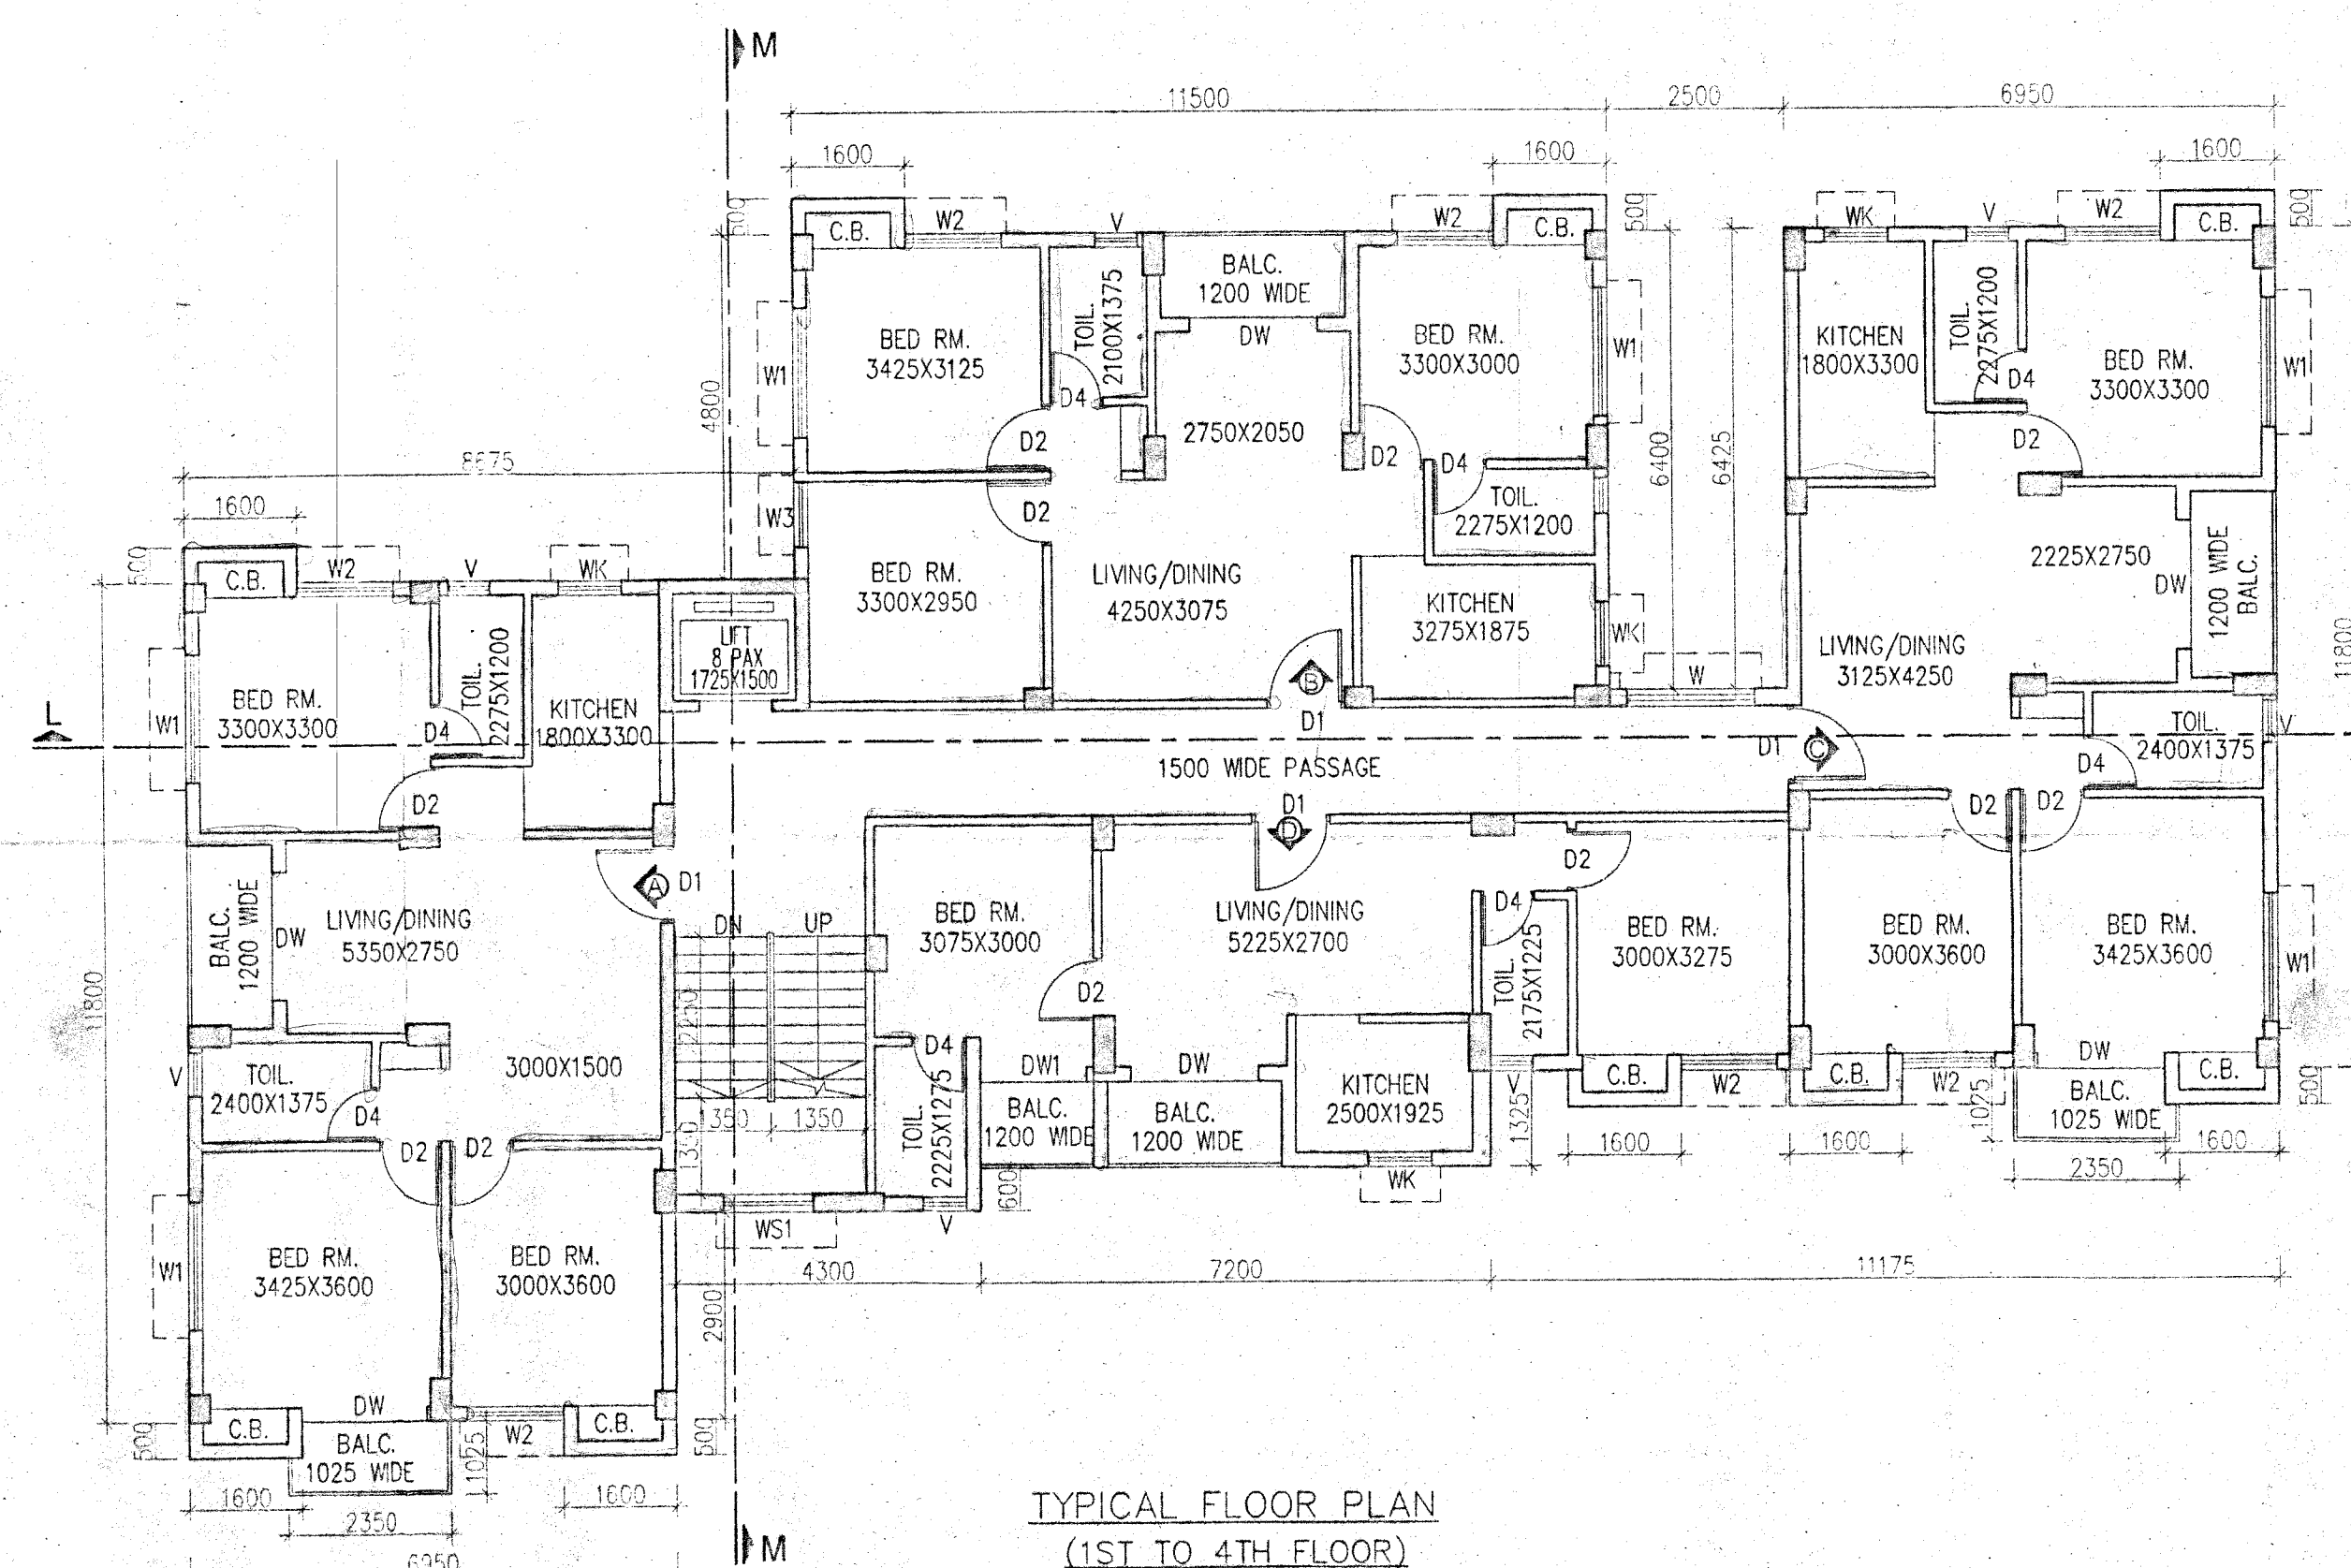 M
11500
2500
6950
1600
1600
1600
500
C.B.
W2
V
W2
C.B.
500
WK
V
W2
C.B.
500
BALC.
1200 WIDE
DW
TOIL.
2100X1375
BED RM.
3425X3125
W1
D4
D2
2750X2050
BED RM.
3300X3000
W1
D2
D4
TOIL.
2275X1200
KITCHEN
1800X3300
TOIL.
2275X1200
D4
BED RM.
3300X3300
W1
D2
4800
6400
6425
8675
1600
500
C.B.
W2
V
WK
W3
D2
BED RM.
3300X2950
LIVING/DINING
4250X3075
KITCHEN
3275X1875
WK
W
2225X2750
DW
1200 WIDE
BALC.
LIVING/DINING
3125X4250
11800
LIFT
8 PAX
1725X1500
BED RM.
3300X3300
W1
TOIL.
2275X1200
D4
KITCHEN
1800X3300
D2
L
B
D1
1500 WIDE PASSAGE
D1
C
TOIL.
2400X1375
V
D4
D2
D2
D1
D
A
D1
BALC.
1200 WIDE
DW
LIVING/DINING
5350X2750
DN
UP
BED RM.
3075X3000
D2
LIVING/DINING
5225X2700
D4
D2
TOIL.
2175X1225
BED RM.
3000X3275
BED RM.
3000X3600
BED RM.
3425X3600
W1
11800
2250
1350
1350
1350
3000X1500
V
TOIL.
2400X1375
D4
D2
D2
D4
TOIL.
2225X1275
DW1
BALC.
1200 WIDE
DW
BALC.
1200 WIDE
KITCHEN
2500X1925
WK
V
1325
C.B.
W2
C.B.
W2
1025
DW
BALC.
1025 WIDE
C.B.
500
1600
1600
1600
2350
600
WS1
V
4300
7200
11175
W1
BED RM.
3425X3600
BED RM.
3000X3600
2900
500
C.B.
DW
BALC.
1025 WIDE
1025
W2
C.B.
500
1600
1600
2350
6950
M
TYPICAL FLOOR PLAN
(1ST TO 4TH FLOOR)